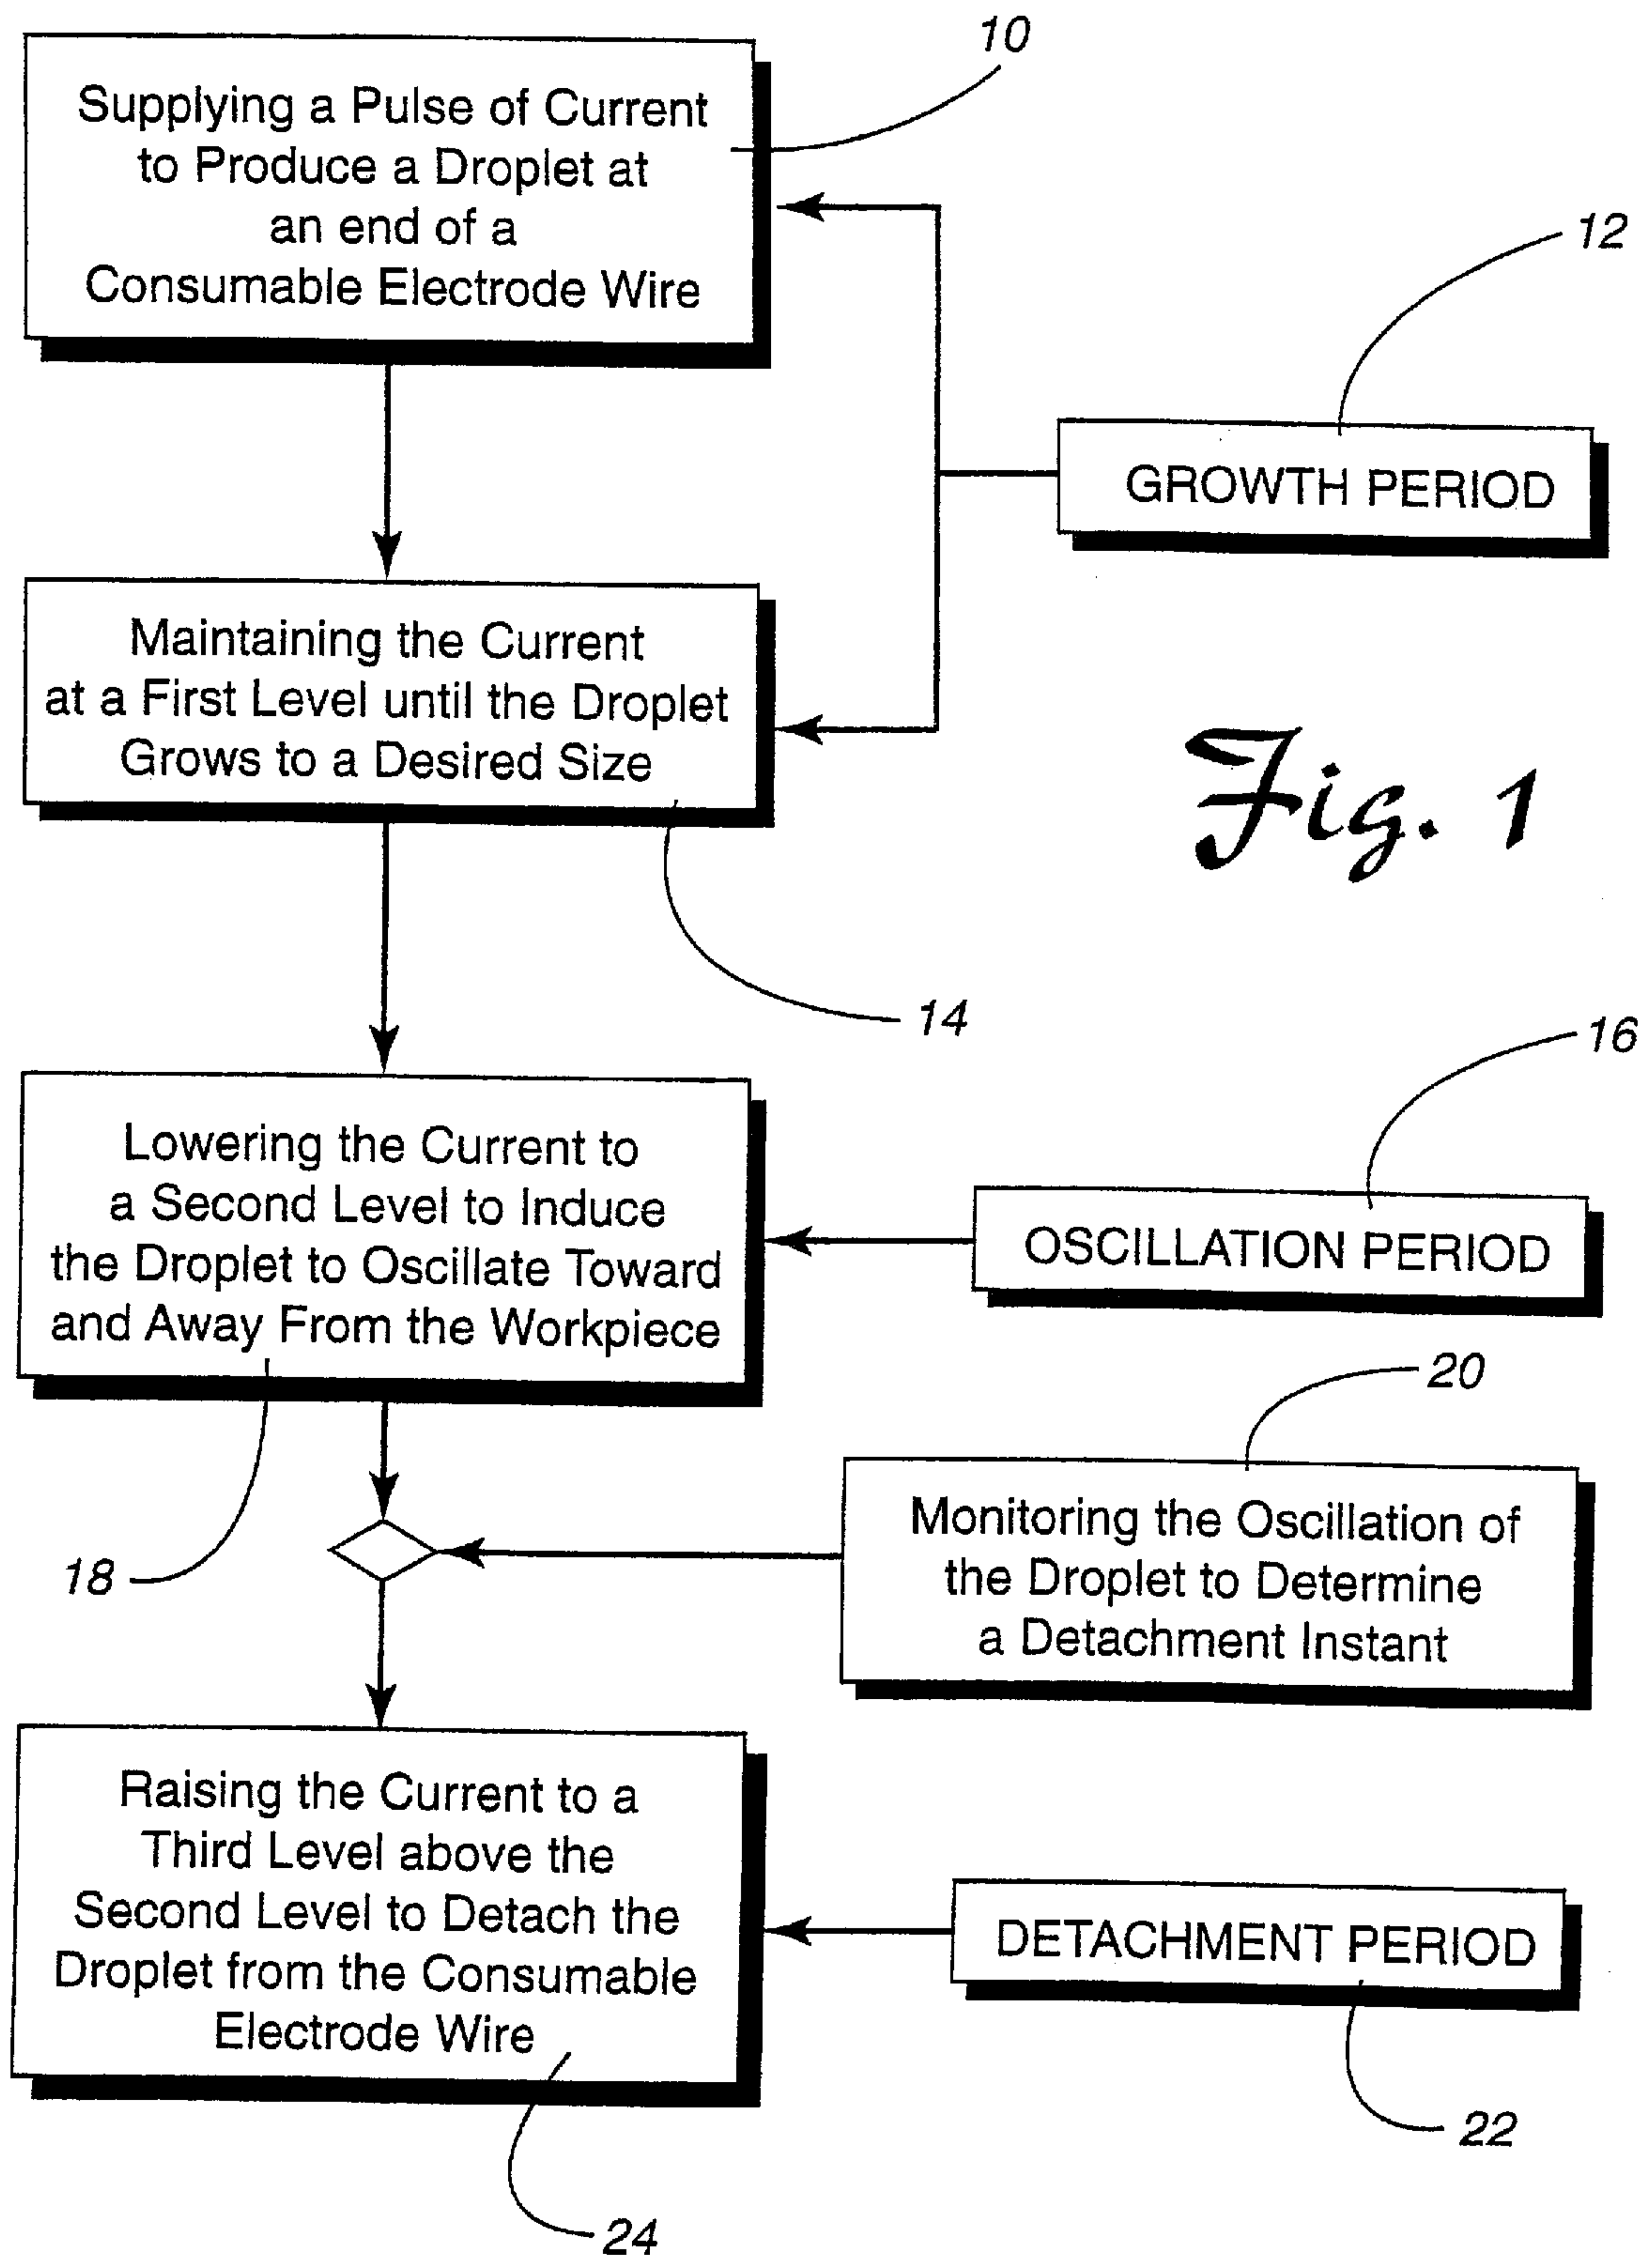 10
Supplying a Pulse of Current
to Produce a Droplet at
an end of a
Consumable Electrode Wire
12
GROWTH PERIOD
Maintaining the Current
at a First Level until the Droplet
Grows to a Desired Size
Fig. 1
14
16
Lowering the Current to
a Second Level to Induce
the Droplet to Oscillate Toward
and Away From the Workpiece
OSCILLATION PERIOD
20
Monitoring the Oscillation of
the Droplet to Determine
a Detachment Instant
18
Raising the Current to a
Third Level above the
Second Level to Detach the
Droplet from the Consumable
Electrode Wire
DETACHMENT PERIOD
22
24